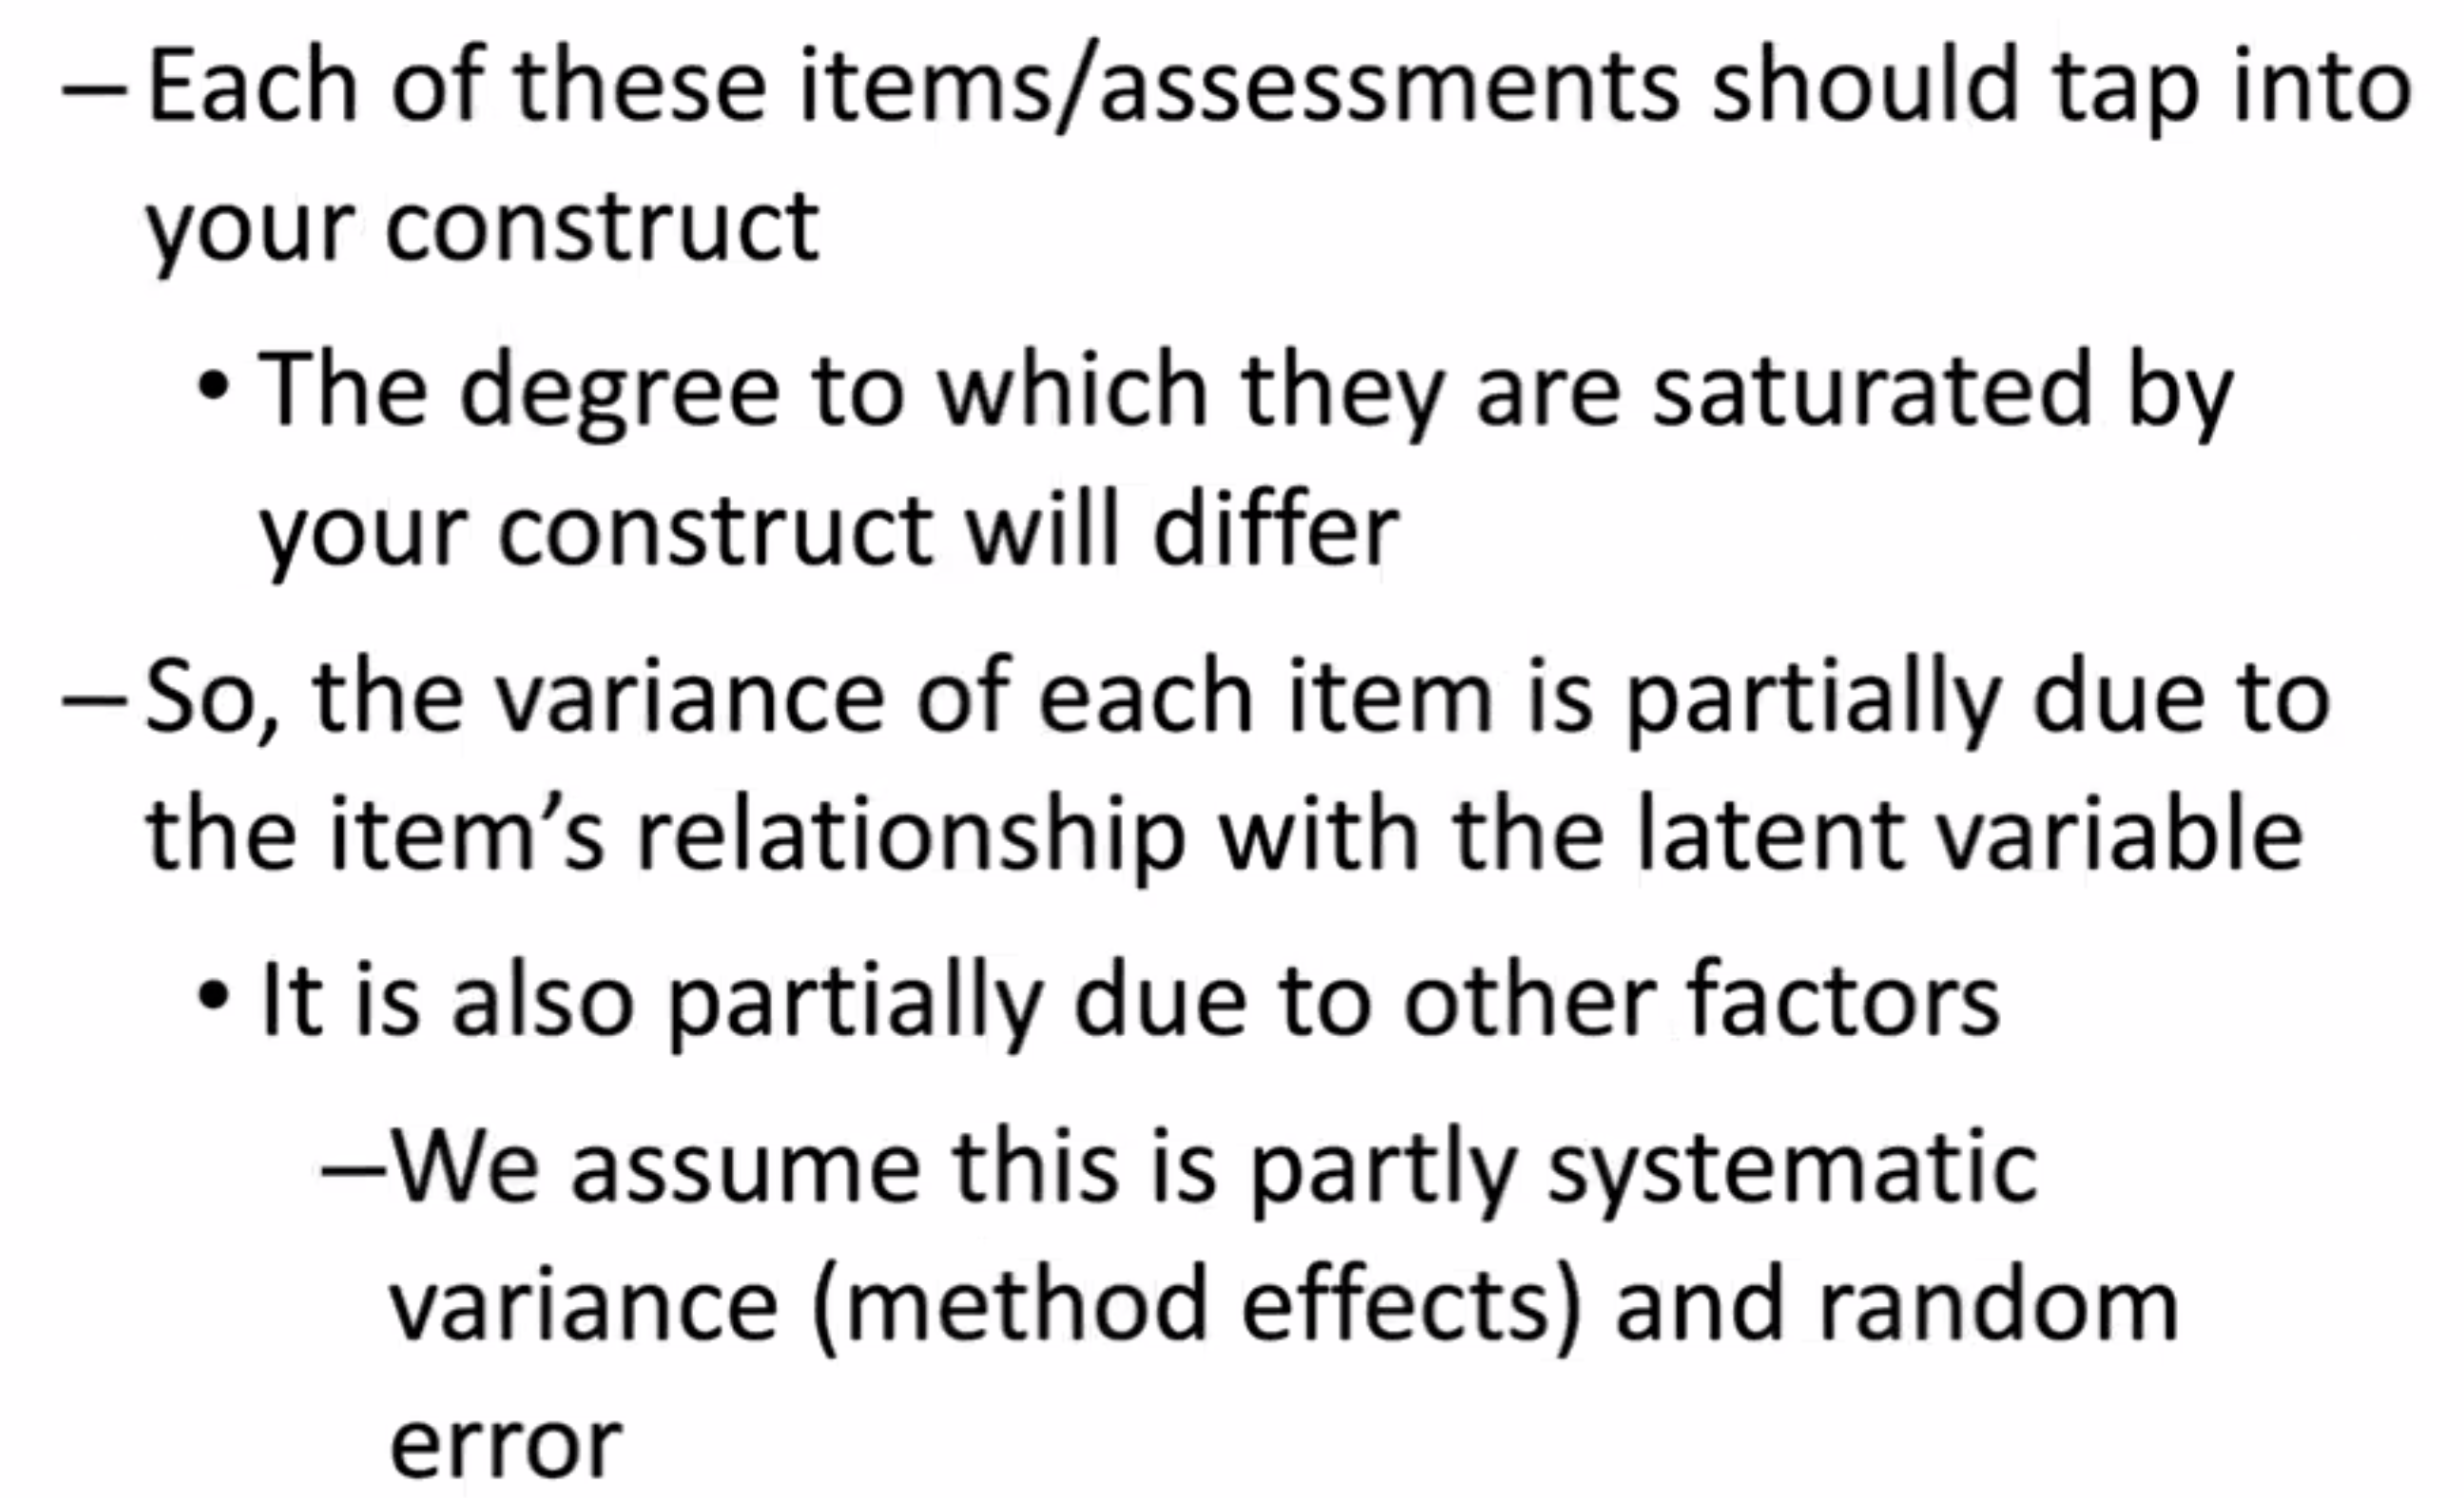 – Each of these items/assessments should tap into
your construct
• The degree to which they are saturated by
your construct will differ
– So, the variance of each item is partially due to
the item’s relationship with the latent variable
• It is also partially due to other factors
– We assume this is partly systematic
variance (method effects) and random
error